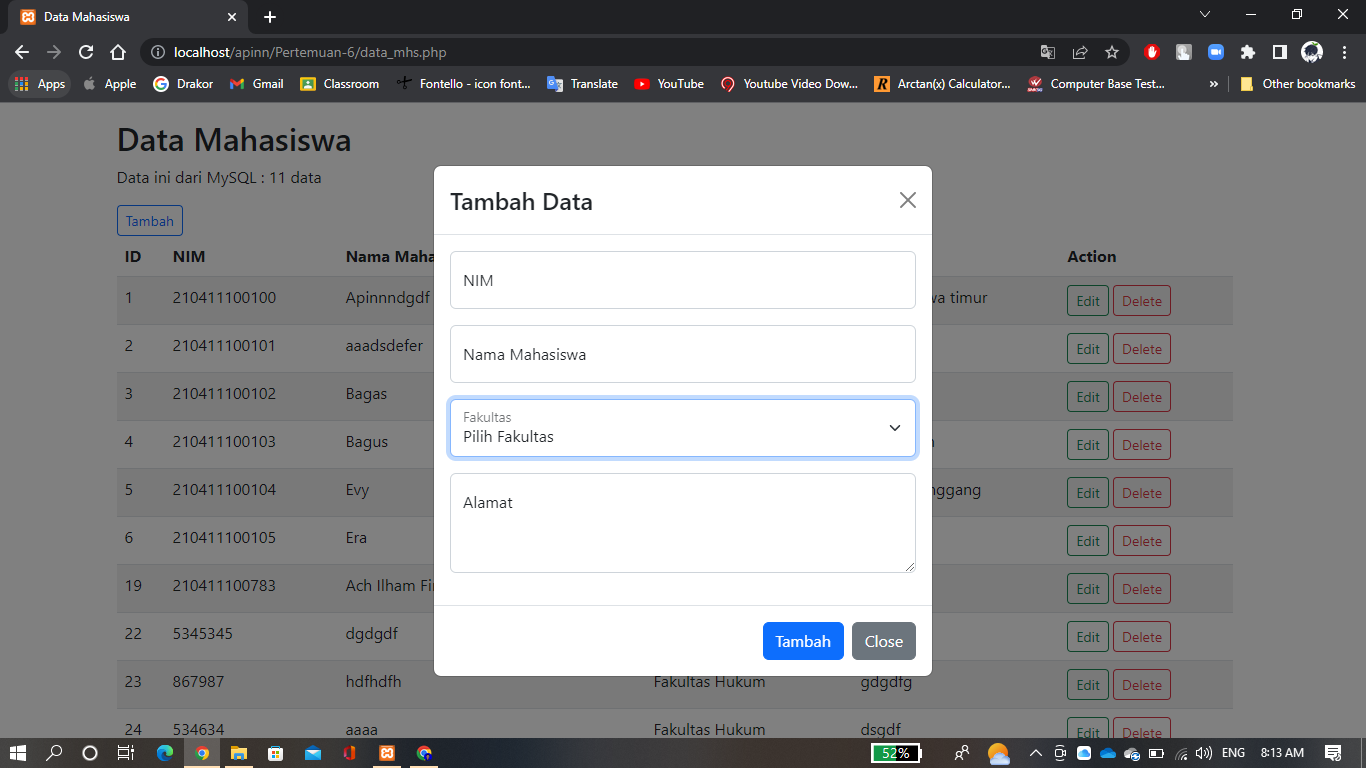 Data Mahasiswa
localhost/apinn/Pertemuan-6/data_mhs.php
Apps Apple Drakor Gmail Classroom Fontello - icon font... Translate YouTube Youtube Video Dow... Arctan(x) Calculator... Computer Base Test... » Other bookmarks
Data Mahasiswa
Data ini dari MySQL : 11 data
Tambah
ID NIM Nama Maha Action
1 210411100100 Apinnndgdf timur Edit Delete
2 210411100101 aaadsdefer Edit Delete
3 210411100102 Bagas Edit Delete
4 210411100103 Bagus Edit Delete
5 210411100104 Evy nggang Edit Delete
6 210411100105 Era Edit Delete
19 210411100783 Ach Ilham Fi Edit Delete
22 5345345 dgdgdf Edit Delete
23 867987 hdfhdfh Fakultas Hukum gdgdfg Edit Delete
24 534634 aaaa Fakultas Hukum dsgdf Edit Delete
Tambah Data
NIM
Nama Mahasiswa
Fakultas
Pilih Fakultas
Alamat
Tambah Close
52% ENG 8:13 AM